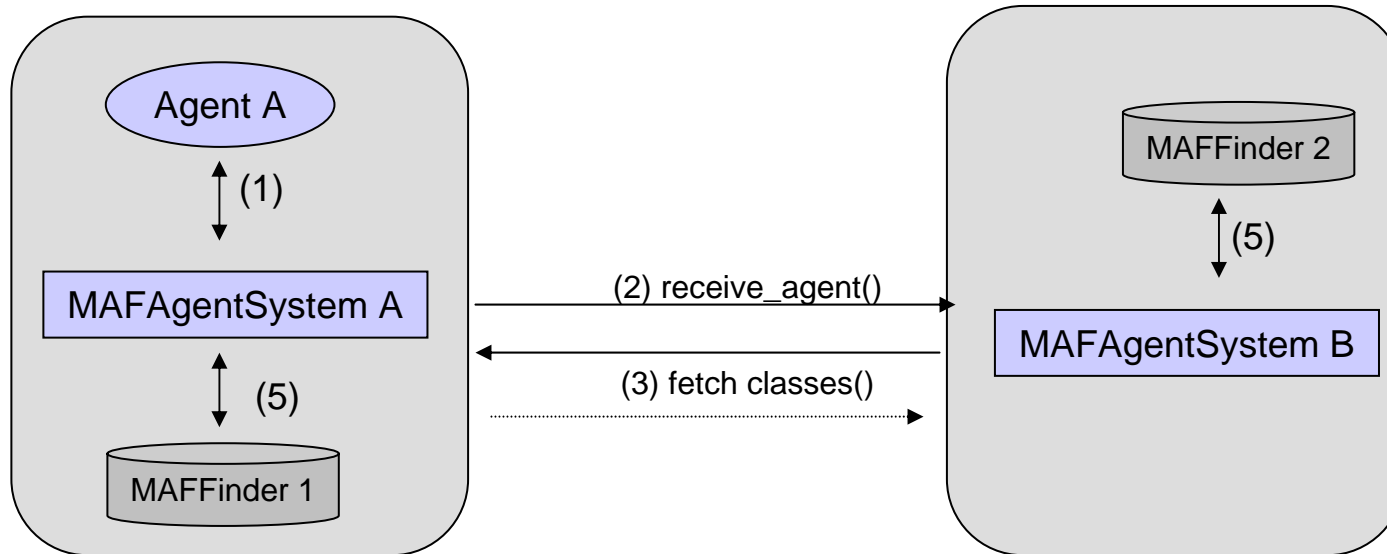 Agent A
(1)
MAFAgentSystem A
(5)
MAFFinder 1
(2) receive_agent()
(3) fetch classes()
MAFFinder 2
(5)
MAFAgentSystem B